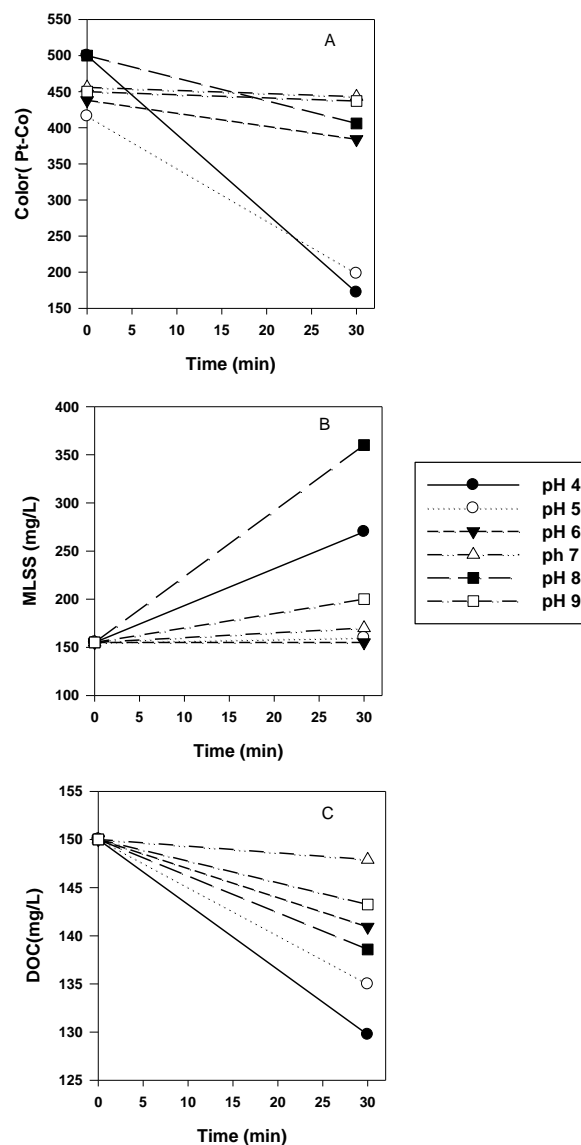 A
550
500
450
400
350
300
250
200
150
Color( Pt-Co)
0 5 10 15 20 25 30
Time (min)
B
400
350
300
250
200
150
100
MLSS (mg/L)
0 5 10 15 20 25 30
Time (min)
pH 4
pH 5
pH 6
ph 7
pH 8
pH 9
C
155
150
145
140
135
130
125
DOC(mg/L)
0 5 10 15 20 25 30
Time (min)